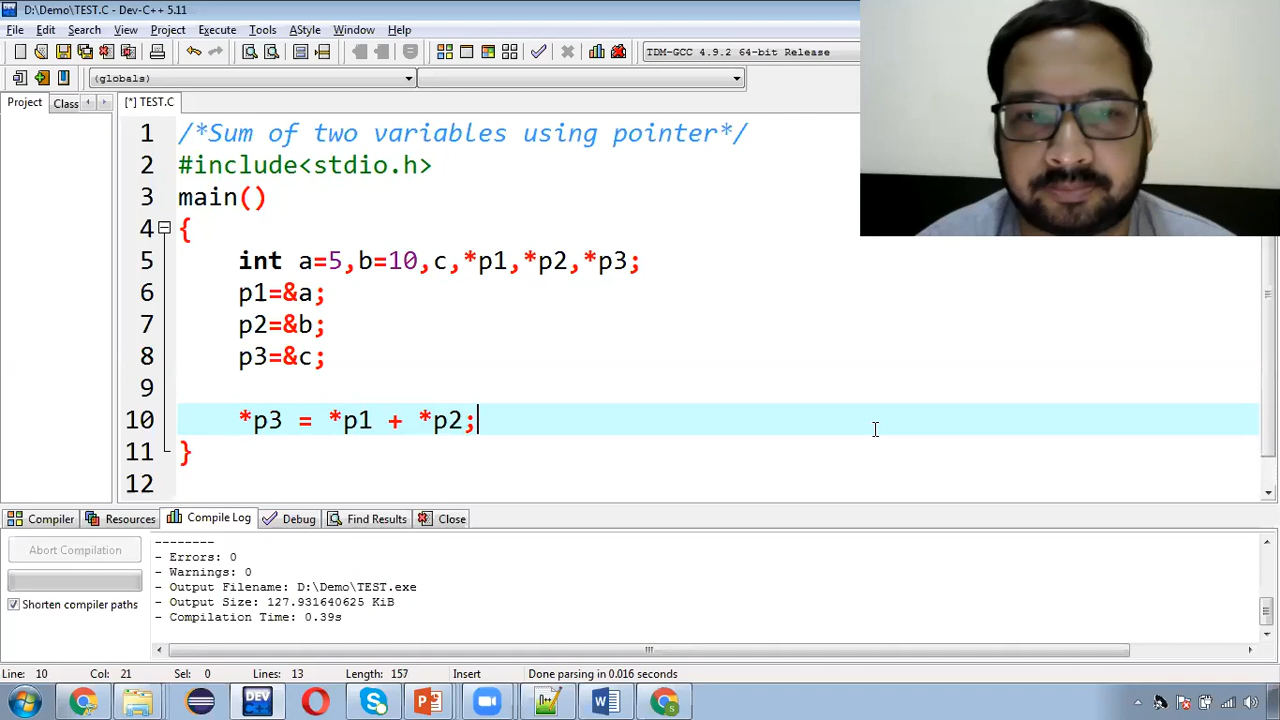 D:\Demo\TEST.C - Dev-C++ 5.11
File Edit Search View Project Execute Tools AStyle Window Help
TDM-GCC 4.9.2 64-bit Release
(globals)
Project Class [*] TEST.C
1 /*Sum of two variables using pointer*/
2 #include<stdio.h>
3 main()
4 {
5 int a=5,b=10,c,*p1,*p2,*p3;
6 p1=&a;
7 p2=&b;
8 p3=&c;
9
10 *p3 = *p1 + *p2;
11 }
12
Compiler Resources Compile Log Debug Find Results Close
Abort Compilation
Shorten compiler paths
--------
- Errors: 0
- Warnings: 0
- Output Filename: D:\Demo\TEST.exe
- Output Size: 127.931640625 KiB
- Compilation Time: 0.39s
Line: 10 Col: 21 Sel: 0 Lines: 13 Length: 157 Insert Done parsing in 0.016 seconds
DEV